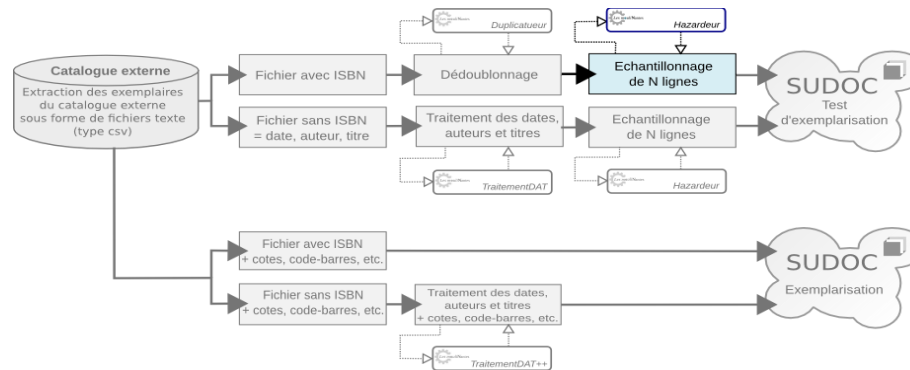 Duplicatueur
Hazardeur
Catalogue externe
Extraction des exemplaires
du catalogue externe
sous forme de fichiers texte
(type csv)
Fichier avec ISBN
Dédoublonnage
Echantillonnage
de N lignes
SUDOC
Test
d'exemplarisation
Fichier sans ISBN
= date, auteur, titre
Traitement des dates,
auteurs et titres
Echantillonnage
de N lignes
TraitementDAT
Hazardeur
Fichier avec ISBN
+ cotes, code-barres, etc.
SUDOC
Exemplarisation
Fichier sans ISBN
+ cotes, code-barres, etc.
Traitement des dates,
auteurs et titres
+ cotes, code-barres, etc.
TraitementDAT++